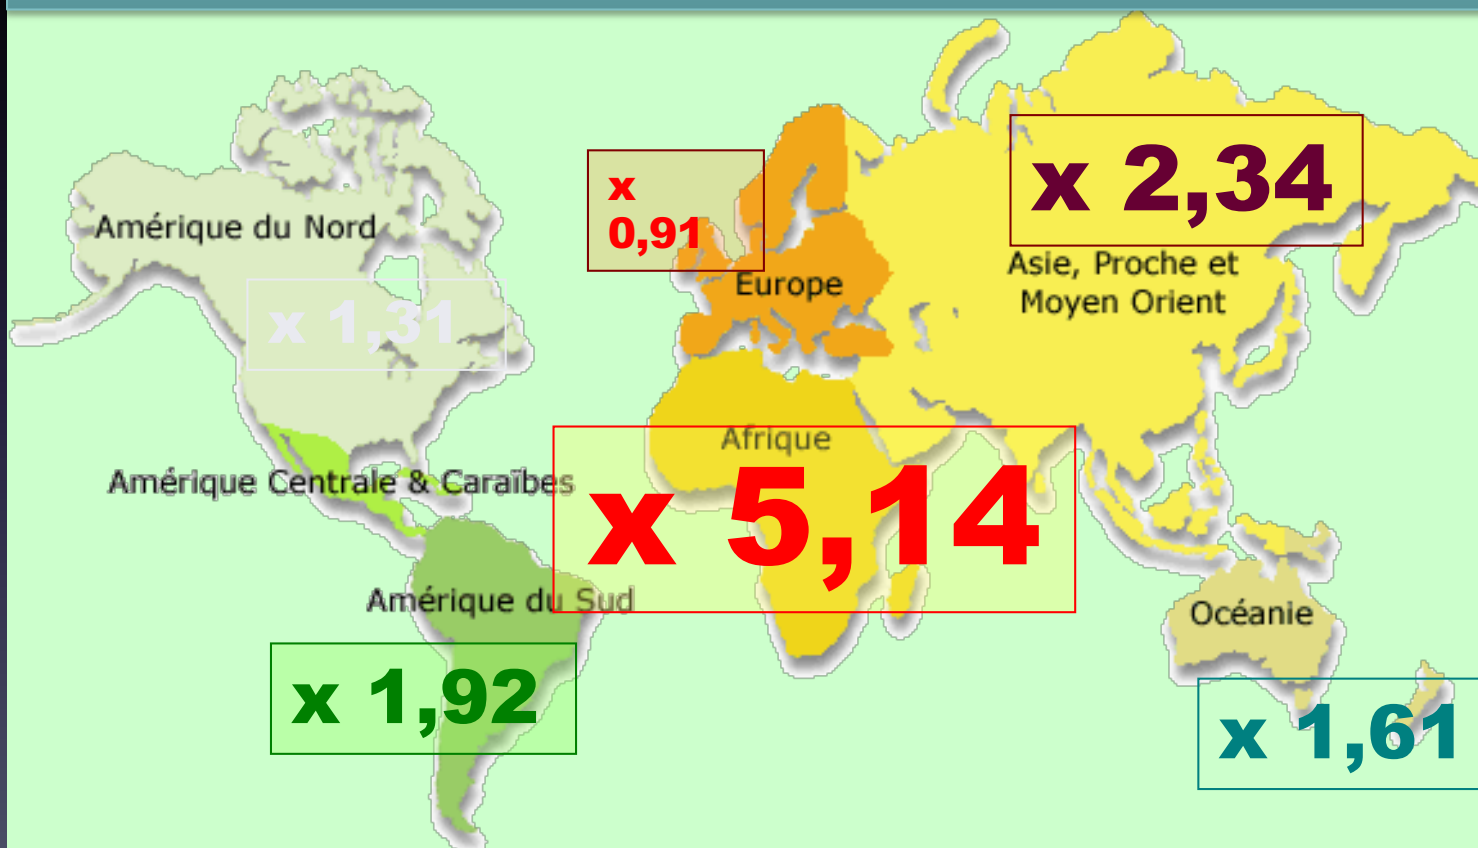 Amérique du Nord
x 1,31
x
0,91
Europe
x 2,34
Asie, Proche et
Moyen Orient
Afrique
x 5,14
Amérique Centrale & Caraïbes
Amérique du Sud
x 1,92
Océanie
x 1,61